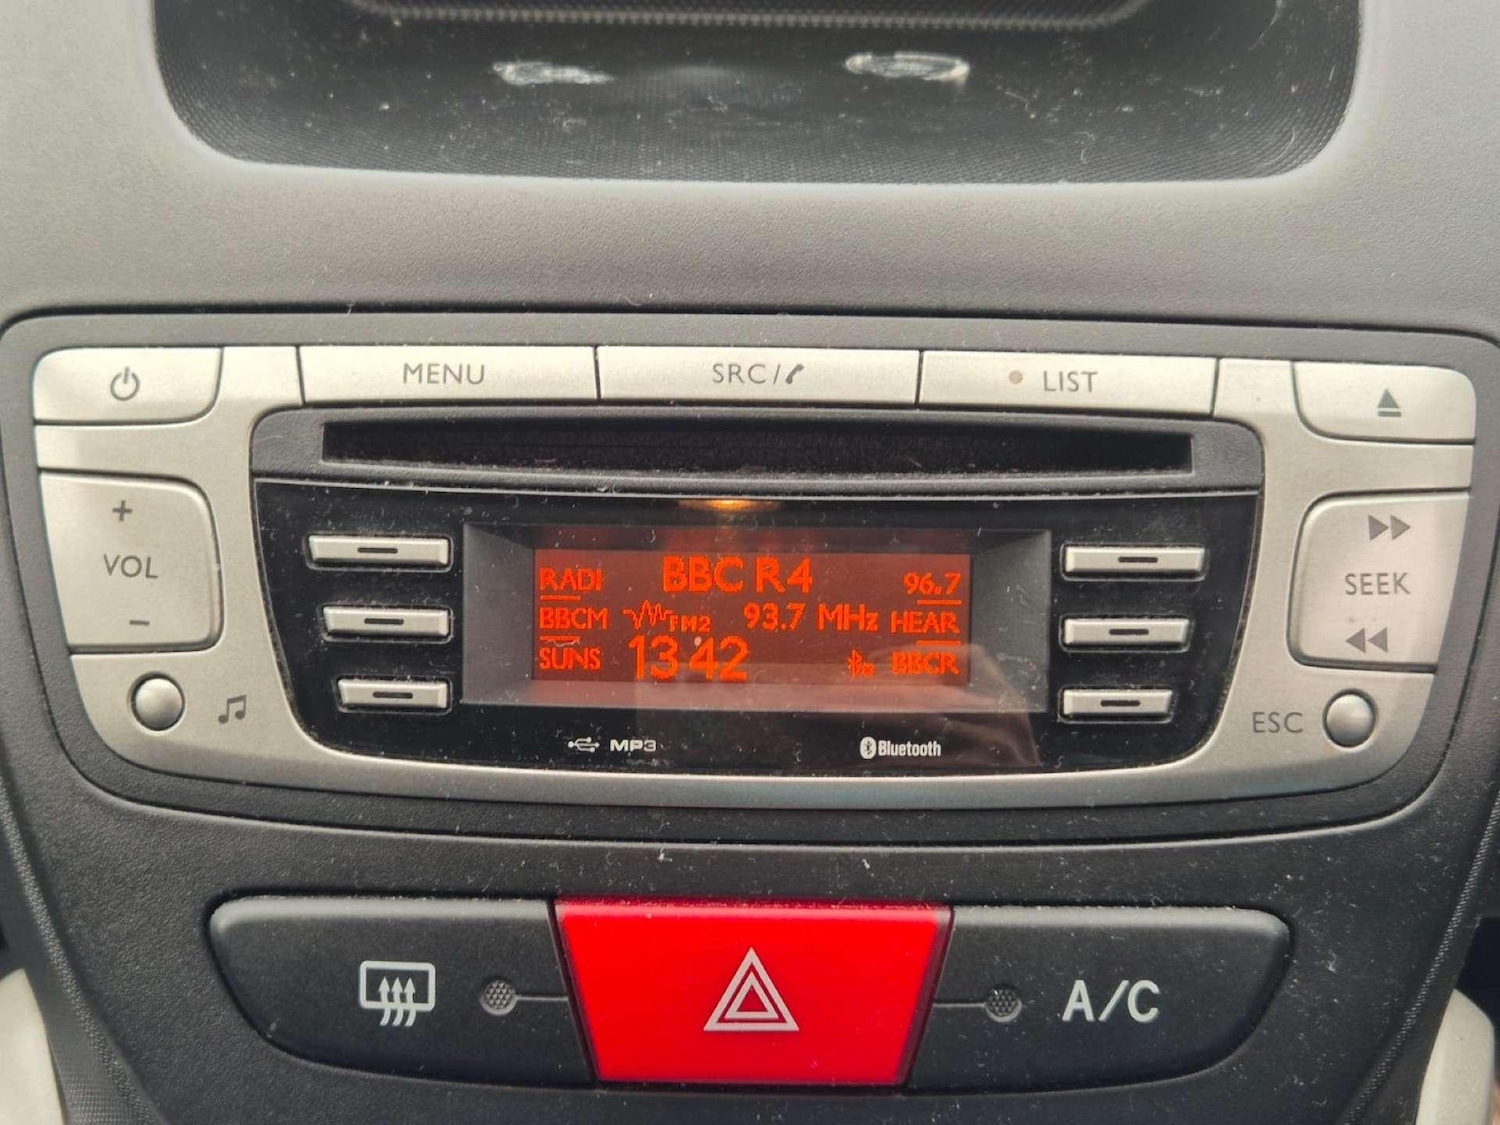 MENU
SRC/
LIST
+
VOL
-
SEEK
RADI BBC R4 96.7
BBCM FM2 93.7 MHz HEAR
SUNS 13:42 BBCR
ESC
MP3
Bluetooth
A/C